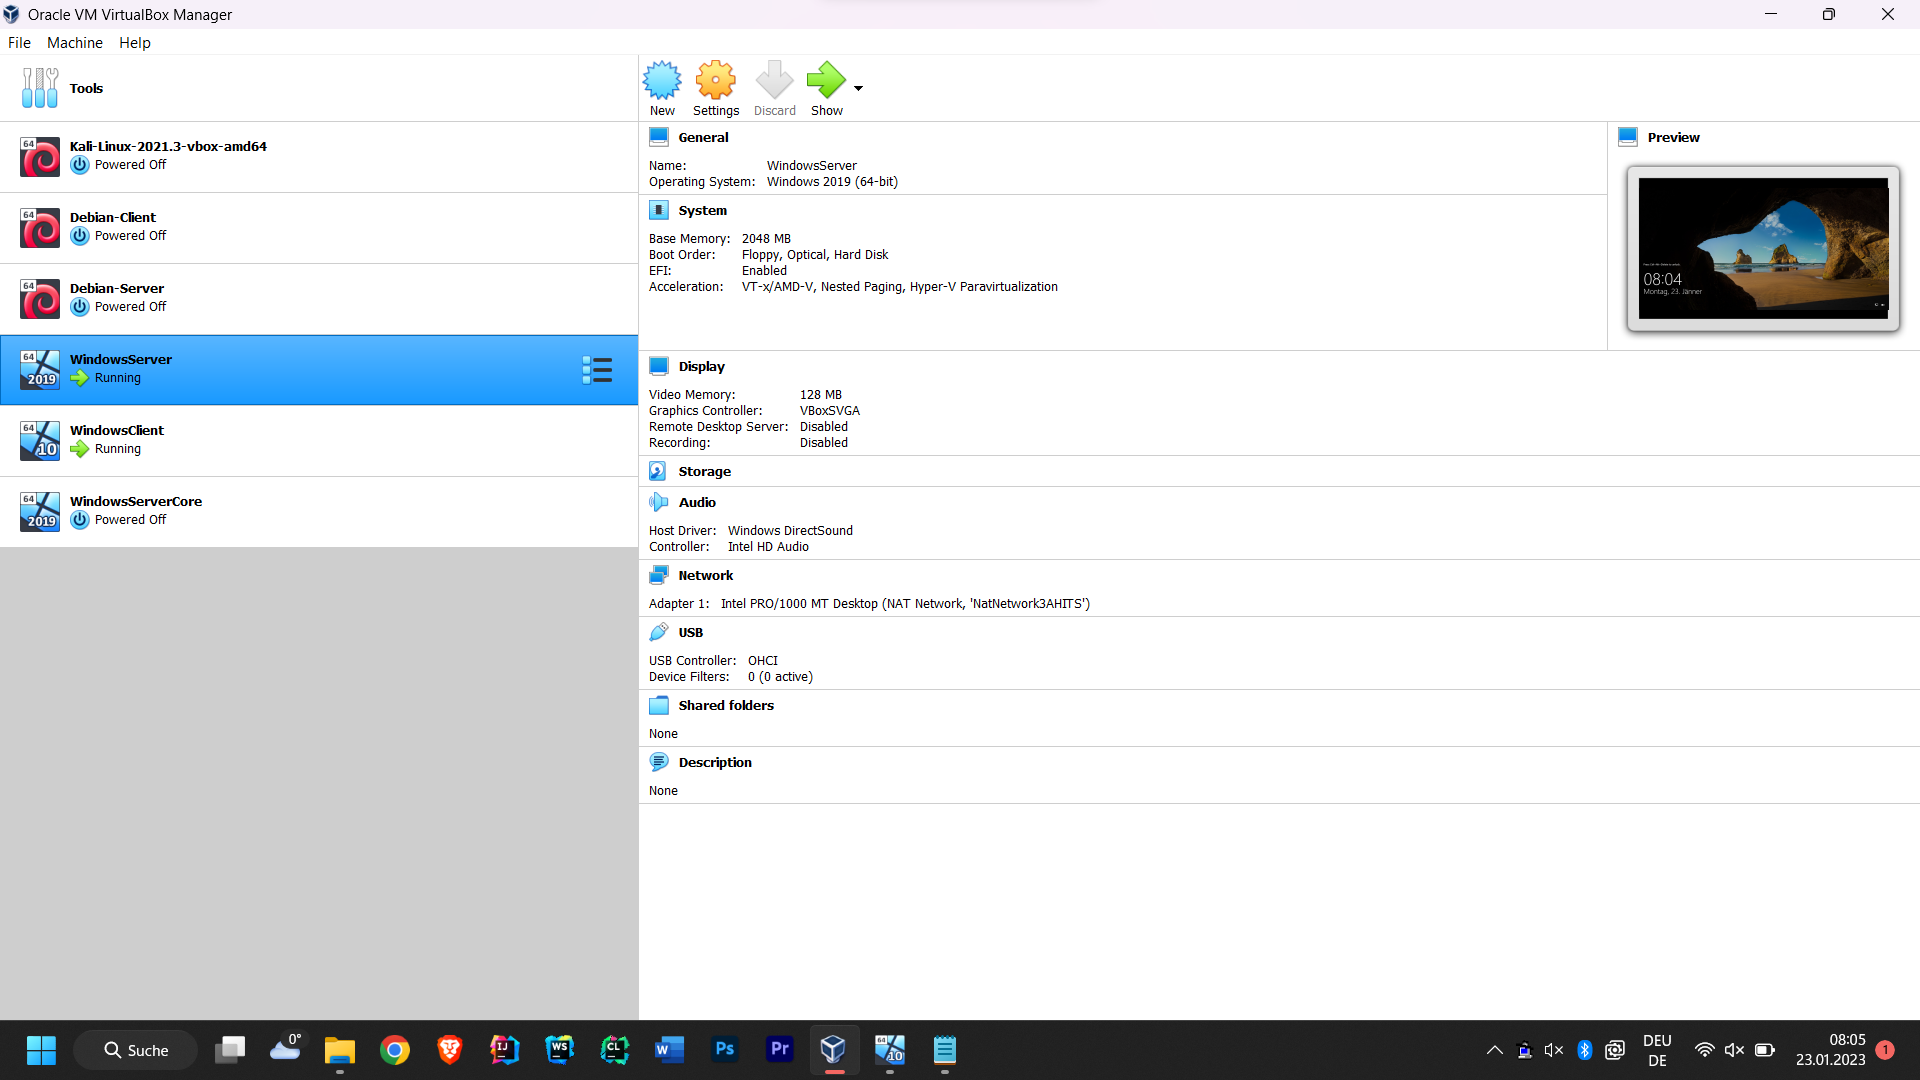 Oracle VM VirtualBox Manager
File Machine Help
Tools
New Settings Discard Show
64
Kali-Linux-2021.3-vbox-amd64
Powered Off
64
Debian-Client
Powered Off
64
Debian-Server
Powered Off
64
2019
WindowsServer
Running
64
10
WindowsClient
Running
64
2019
WindowsServerCore
Powered Off
General
Name: WindowsServer
Operating System: Windows 2019 (64-bit)
System
Base Memory: 2048 MB
Boot Order: Floppy, Optical, Hard Disk
EFI: Enabled
Acceleration: VT-x/AMD-V, Nested Paging, Hyper-V Paravirtualization
Preview
08:04
Montag, 23. Jänner
Display
Video Memory: 128 MB
Graphics Controller: VBoxSVGA
Remote Desktop Server: Disabled
Recording: Disabled
Storage
Audio
Host Driver: Windows DirectSound
Controller: Intel HD Audio
Network
Adapter 1: Intel PRO/1000 MT Desktop (NAT Network, 'NatNetwork3AHITS')
USB
USB Controller: OHCI
Device Filters: 0 (0 active)
Shared folders
None
Description
None
Suche
0°
IJ
WS
CL
W
Ps
Pr
64
10
DEU
DE
08:05
23.01.2023
1